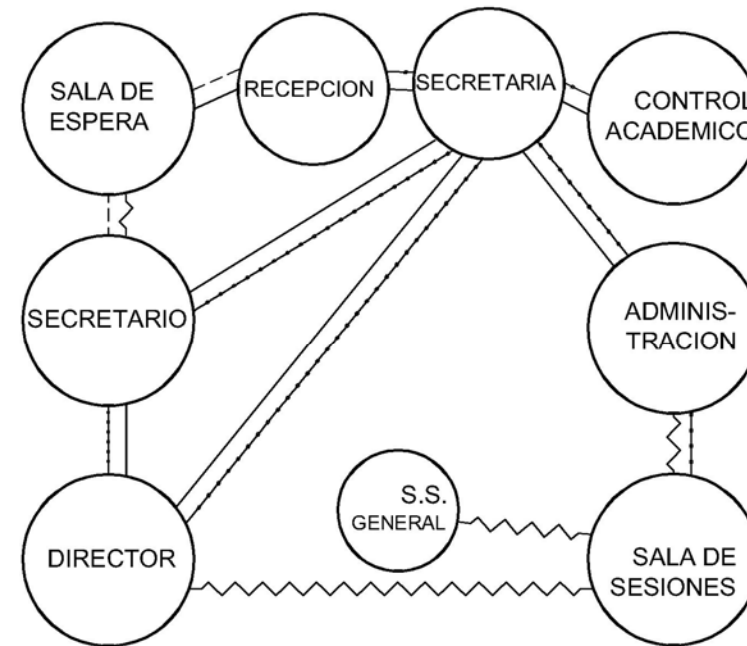 SALA DE
ESPERA
RECEPCION
SECRETARIA
CONTROL
ACADEMICO
SECRETARIO
ADMINIS-
TRACION
DIRECTOR
S.S.
GENERAL
SALA DE
SESIONES